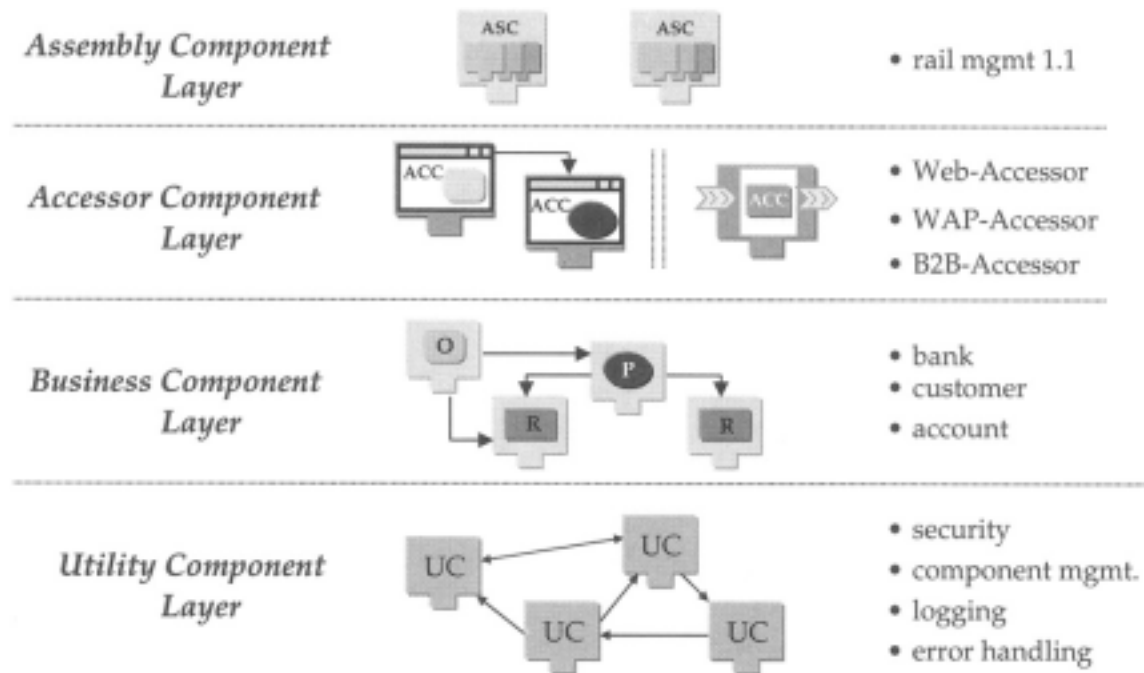 Assembly Component
Layer
ASC
ASC
• rail mgmt 1.1
Accessor Component
Layer
ACC
ACC
ACC
• Web-Accessor
• WAP-Accessor
• B2B-Accessor
Business Component
Layer
O
P
R
R
• bank
• customer
• account
Utility Component
Layer
UC
UC
UC
UC
• security
• component mgmt.
• logging
• error handling